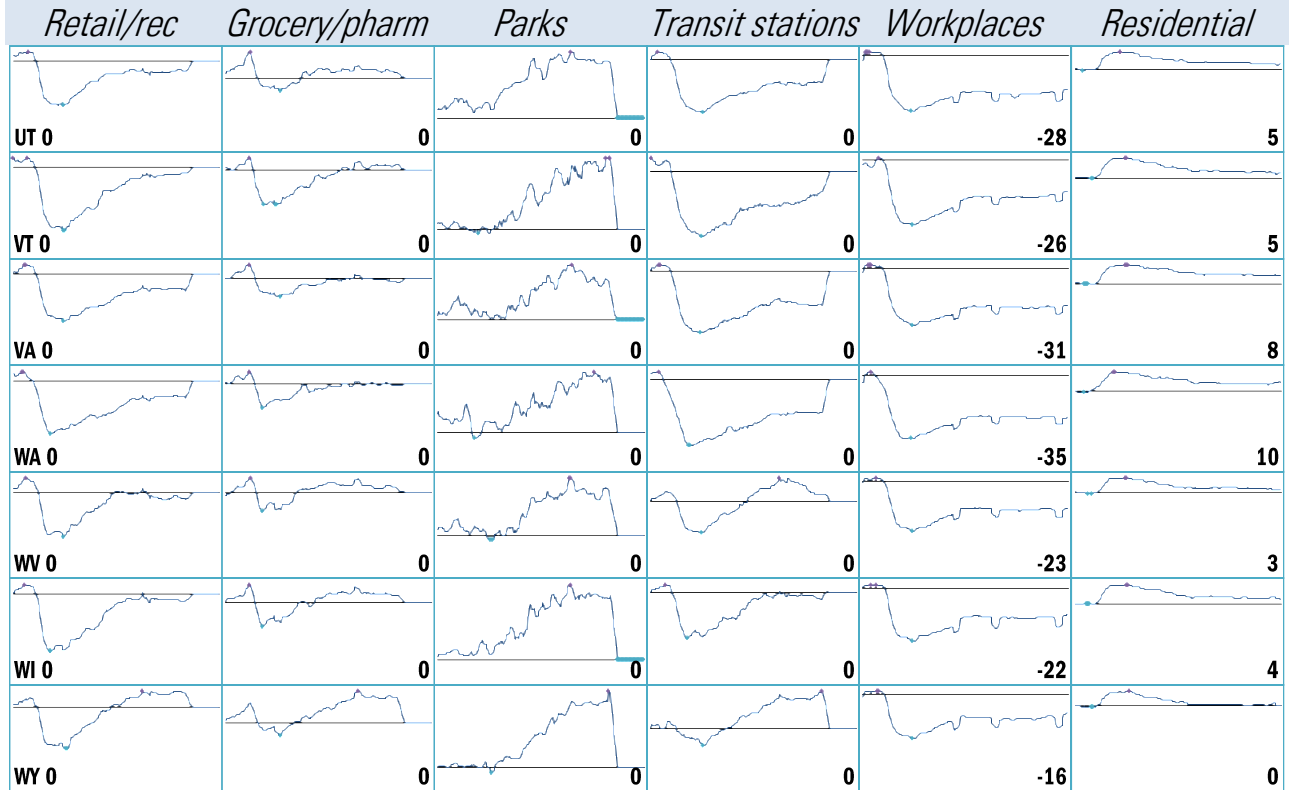 Retail/rec Grocery/pharm Parks Transit stations Workplaces Residential
UT 0 0 0 0 -28 5
VT 0 0 0 0 -26 5
VA 0 0 0 0 -31 8
WA 0 0 0 0 -35 10
WV 0 0 0 0 -23 3
WI 0 0 0 0 -22 4
WY 0 0 0 0 -16 0